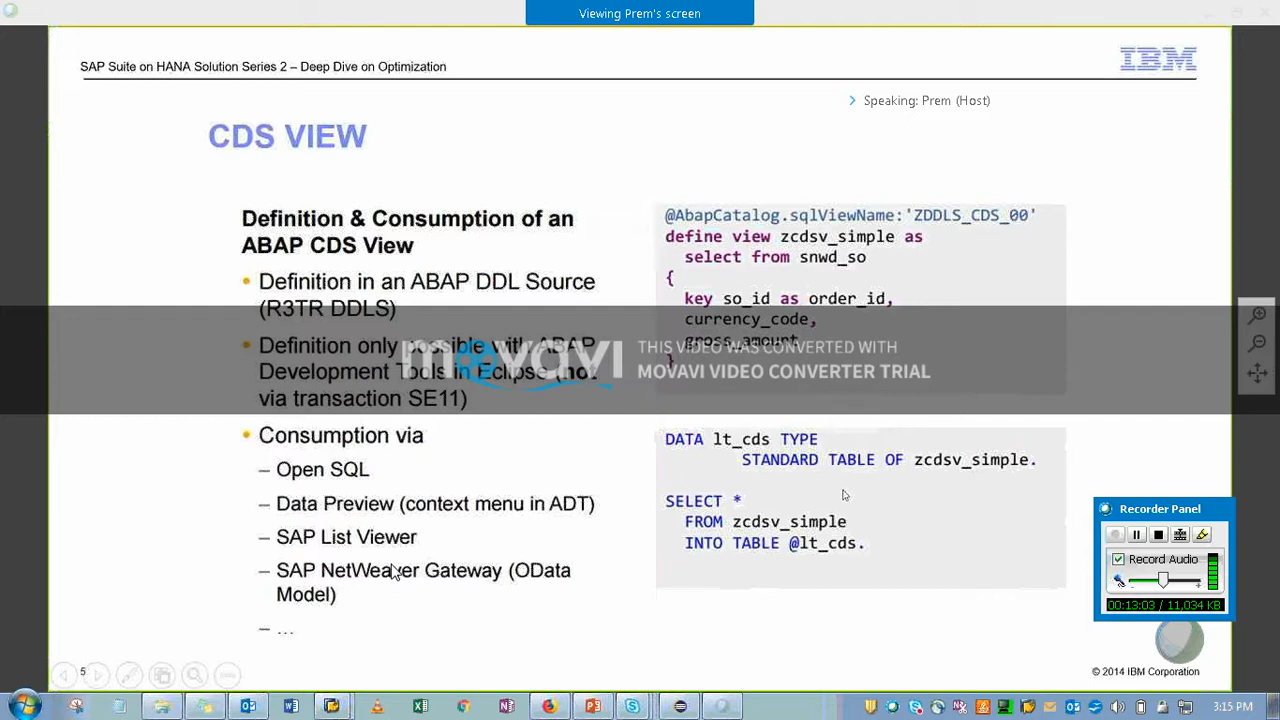 Viewing Prem's screen
SAP Suite on HANA Solution Series 2 – Deep Dive on Optimization
IBM
Speaking: Prem (Host)
CDS VIEW
Definition & Consumption of an
ABAP CDS View
• Definition in an ABAP DDL Source
(R3TR DDLS)
• Definition only possible with ABAP
Development Tools in Eclipse (not
via transaction SE11)
• Consumption via
– Open SQL
– Data Preview (context menu in ADT)
– SAP List Viewer
– SAP NetWeaver Gateway (OData
Model)
– ...
@AbapCatalog.sqlViewName:'ZDDLS_CDS_00'
define view zcdsv_simple as
select from snwd_so
{
key so_id as order_id,
currency_code,
gross_amount
}
movavi
THIS VIDEO WAS CONVERTED WITH
MOVAVI VIDEO CONVERTER TRIAL
DATA lt_cds TYPE
STANDARD TABLE OF zcdsv_simple.
SELECT *
FROM zcdsv_simple
INTO TABLE @lt_cds.
Recorder Panel
Record Audio
00:13:03 / 11,034 KB
5
© 2014 IBM Corporation
3:15 PM